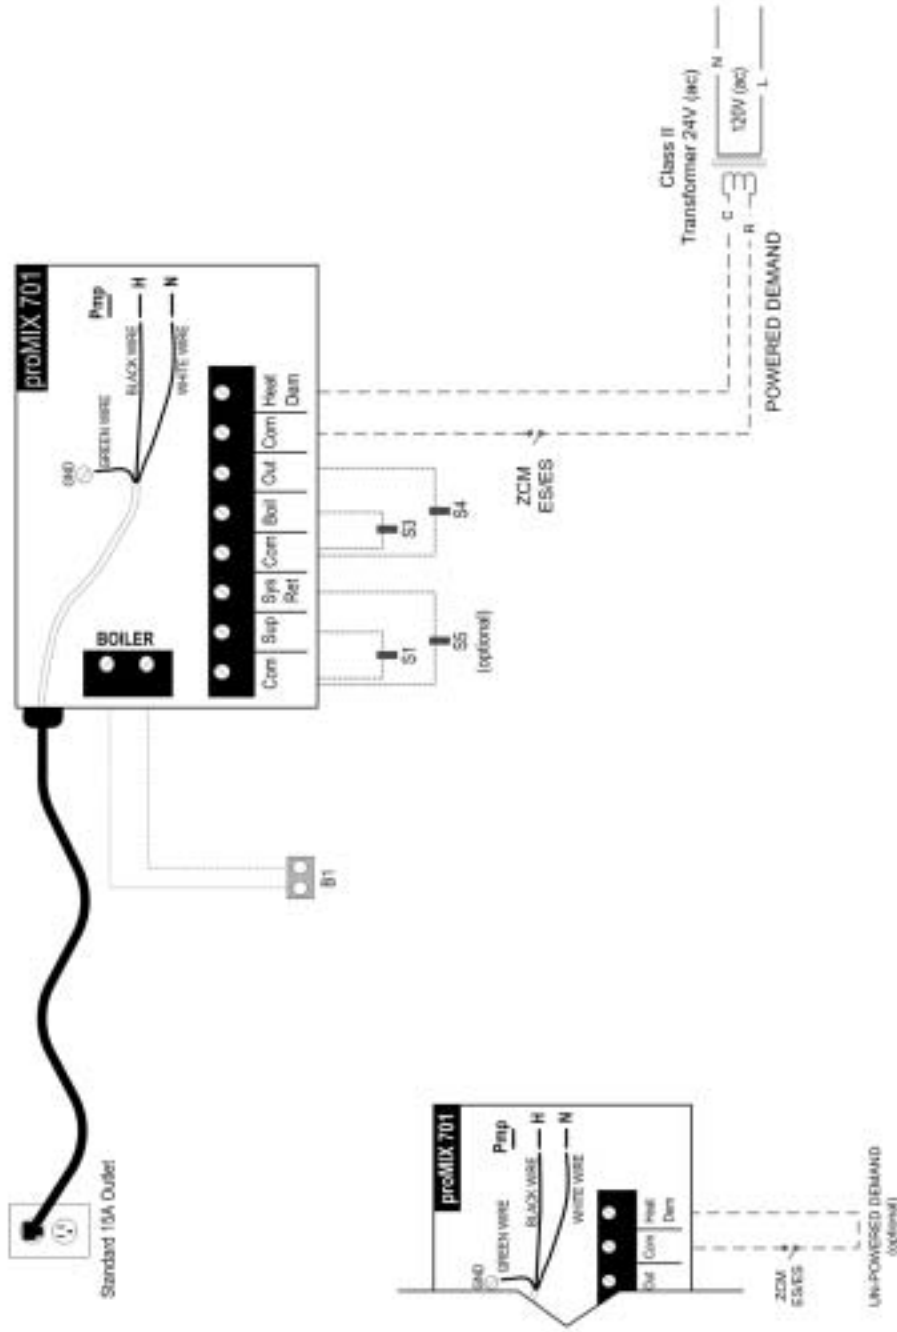 proMIX 701
Pmp
H
N
BLACK WIRE
WHITE WIRE
GREEN WIRE
GND
BOILER
Com
Sup
Sys
Ret
Com
Boil
Out
Com
Heat
Dem
S1
S5
(optional)
S3
S4
B1
Standard 15A Outlet
ZCM
ES/ES
Class II
Transformer 24V (ac)
N
120V (ac)
L
C
R
POWERED DEMAND
proMIX 701
Pmp
H
N
BLACK WIRE
WHITE WIRE
GREEN WIRE
GND
Out
Com
Heat
Dem
ZCM
ES/ES
UN-POWERED DEMAND
(optional)